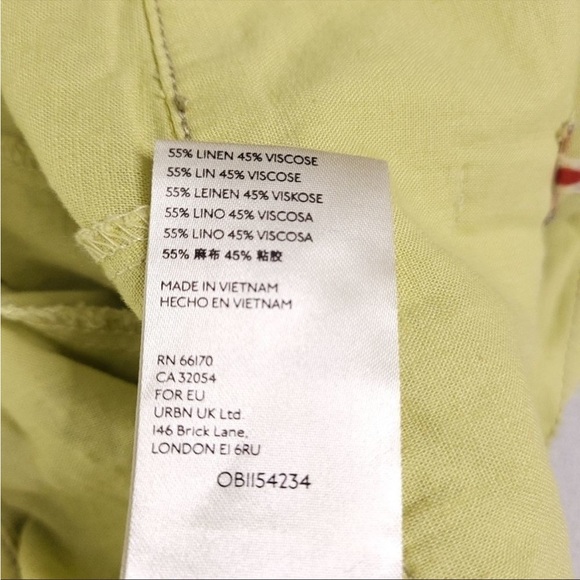 55% LINEN 45% VISCOSE
55% LIN 45% VISCOSE
55% LEINEN 45% VISKOSE
55% LINO 45% VISCOSA
55% LINO 45% VISCOSA
55% 麻布 45% 粘胶
MADE IN VIETNAM
HECHO EN VIETNAM
RN 66170
CA 32054
FOR EU
URBN UK Ltd.
146 Brick Lane,
LONDON E1 6RU
OB1154234